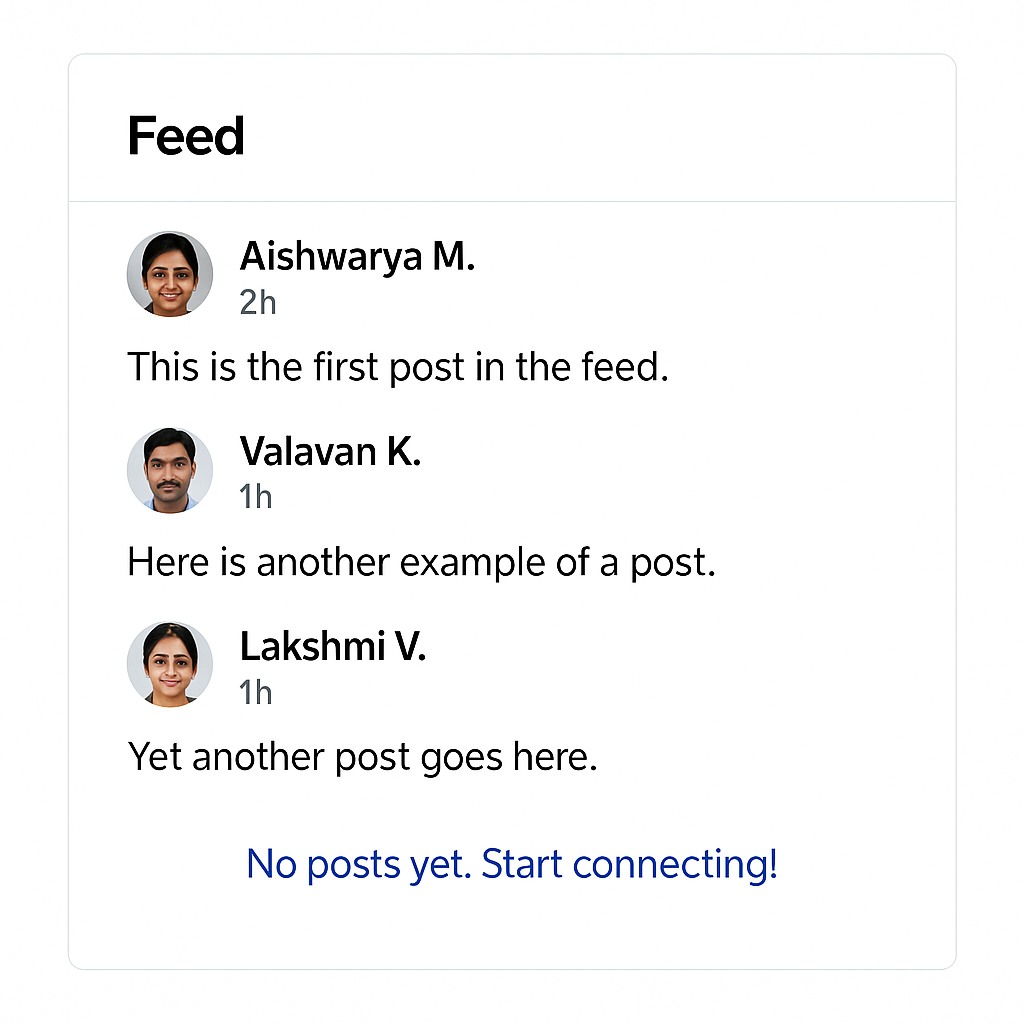 Feed
Aishwarya M.
2h
This is the first post in the feed.
Valavan K.
1h
Here is another example of a post.
Lakshmi V.
1h
Yet another post goes here.
No posts yet. Start connecting!